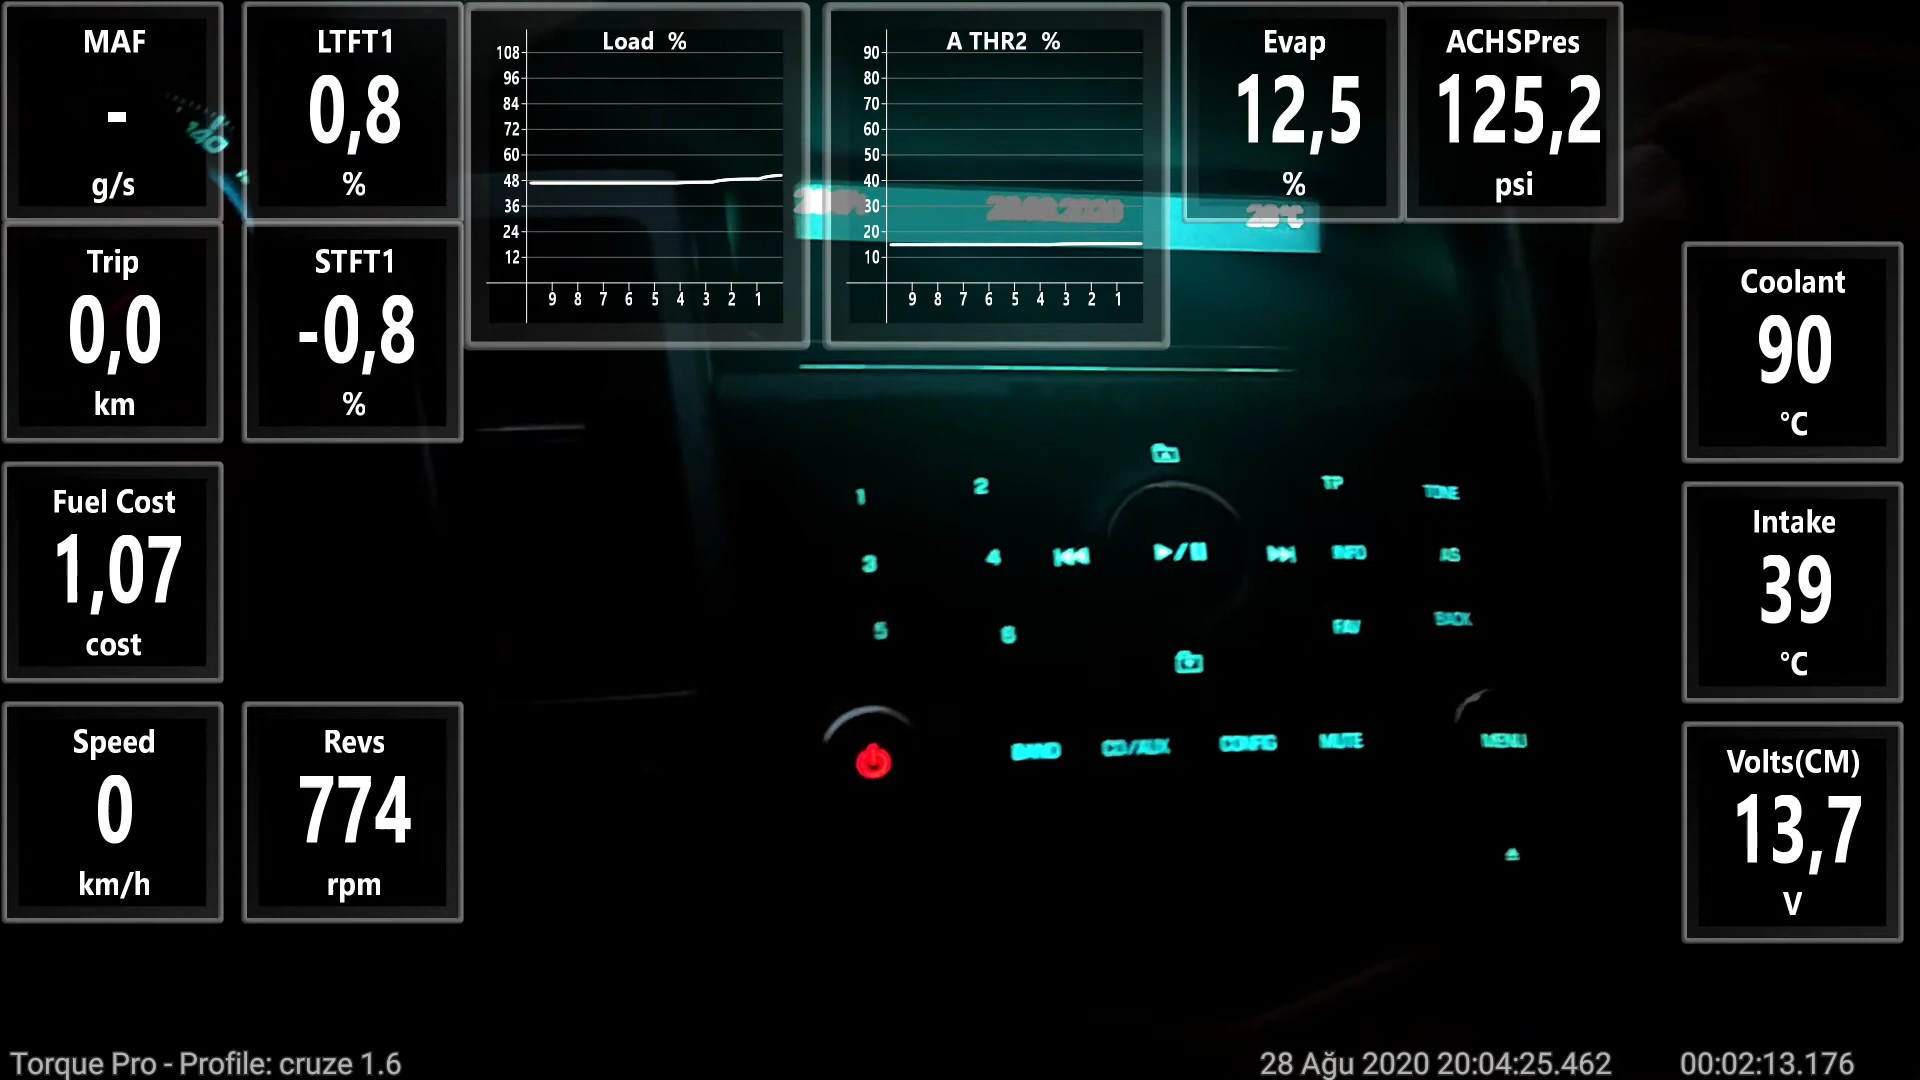 MAF
-
g/s
LTFT1
0,8
%
Load %
108
96
84
72
60
48
36
24
12
9 8 7 6 5 4 3 2 1
A THR2 %
90
80
70
60
50
40
30
20
10
9 8 7 6 5 4 3 2 1
Evap
12,5
%
ACHSPres
125,2
psi
140
28.08.2020
28°C
Trip
0,0
km
STFT1
-0,8
%
Coolant
90
°C
Fuel Cost
1,07
cost
Intake
39
°C
1 2 TP TONE
3 4 INFO AS
5 6 FAV BACK
BAND CD/AUX CONFIG MUTE MENU
Speed
0
km/h
Revs
774
rpm
Volts(CM)
13,7
V
Torque Pro - Profile: cruze 1.6
28 Ağu 2020 20:04:25.462
00:02:13.176